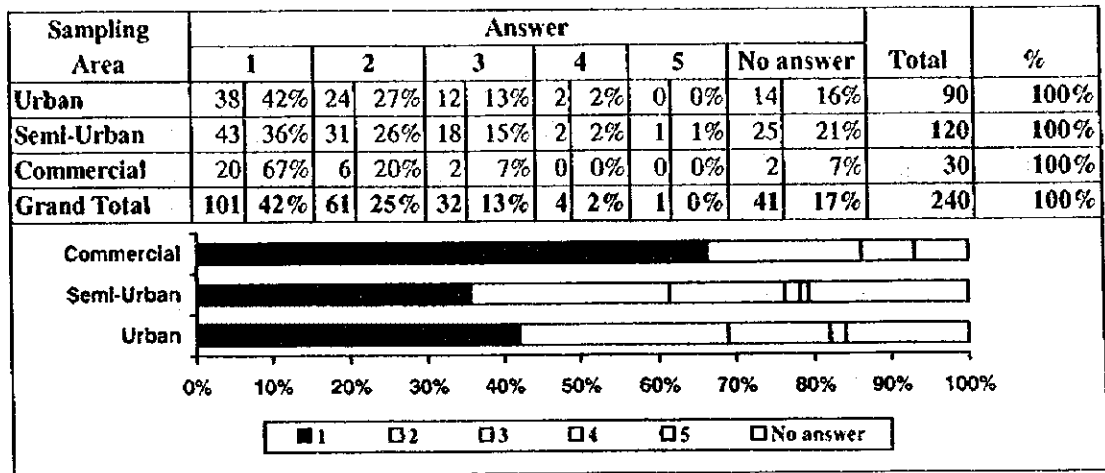 Sampling Area Answer Total %
1 2 3 4 5 No answer
Urban 38 42% 24 27% 12 13% 2 2% 0 0% 14 16% 90 100%
Semi-Urban 43 36% 31 26% 18 15% 2 2% 1 1% 25 21% 120 100%
Commercial 20 67% 6 20% 2 7% 0 0% 0 0% 2 7% 30 100%
Grand Total 101 42% 61 25% 32 13% 4 2% 1 0% 41 17% 240 100%
Commercial
Semi-Urban
Urban
0% 10% 20% 30% 40% 50% 60% 70% 80% 90% 100%
1 2 3 4 5 No answer